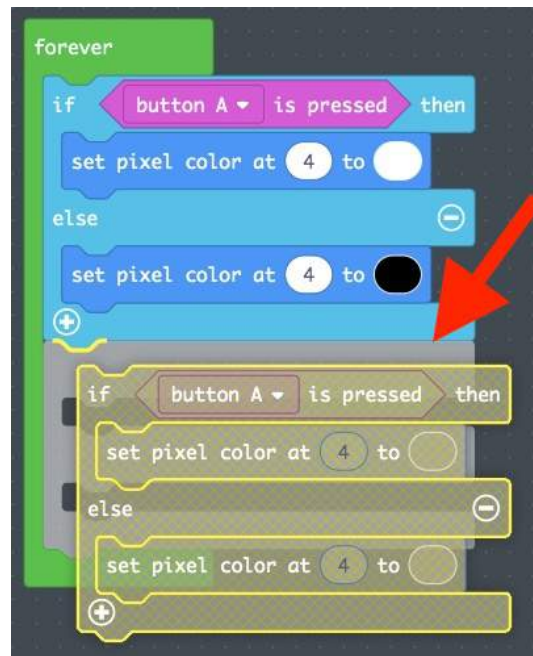 forever
if button A is pressed then
set pixel color at 4 to
else
set pixel color at 4 to
if button A is pressed then
set pixel color at 4 to
else
set pixel color at 4 to